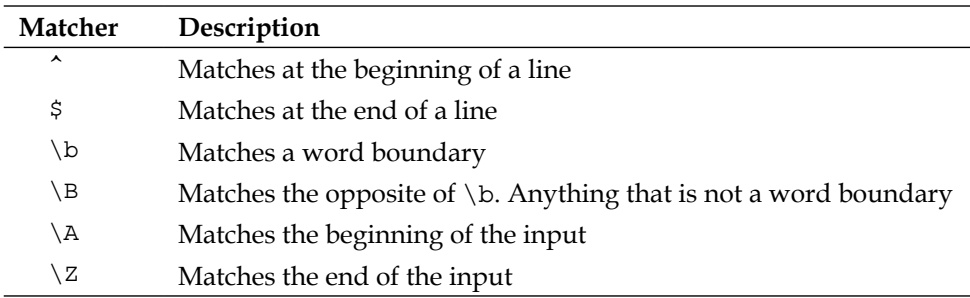 Matcher Description
^ Matches at the beginning of a line
$ Matches at the end of a line
\b Matches a word boundary
\B Matches the opposite of \b. Anything that is not a word boundary
\A Matches the beginning of the input
\Z Matches the end of the input